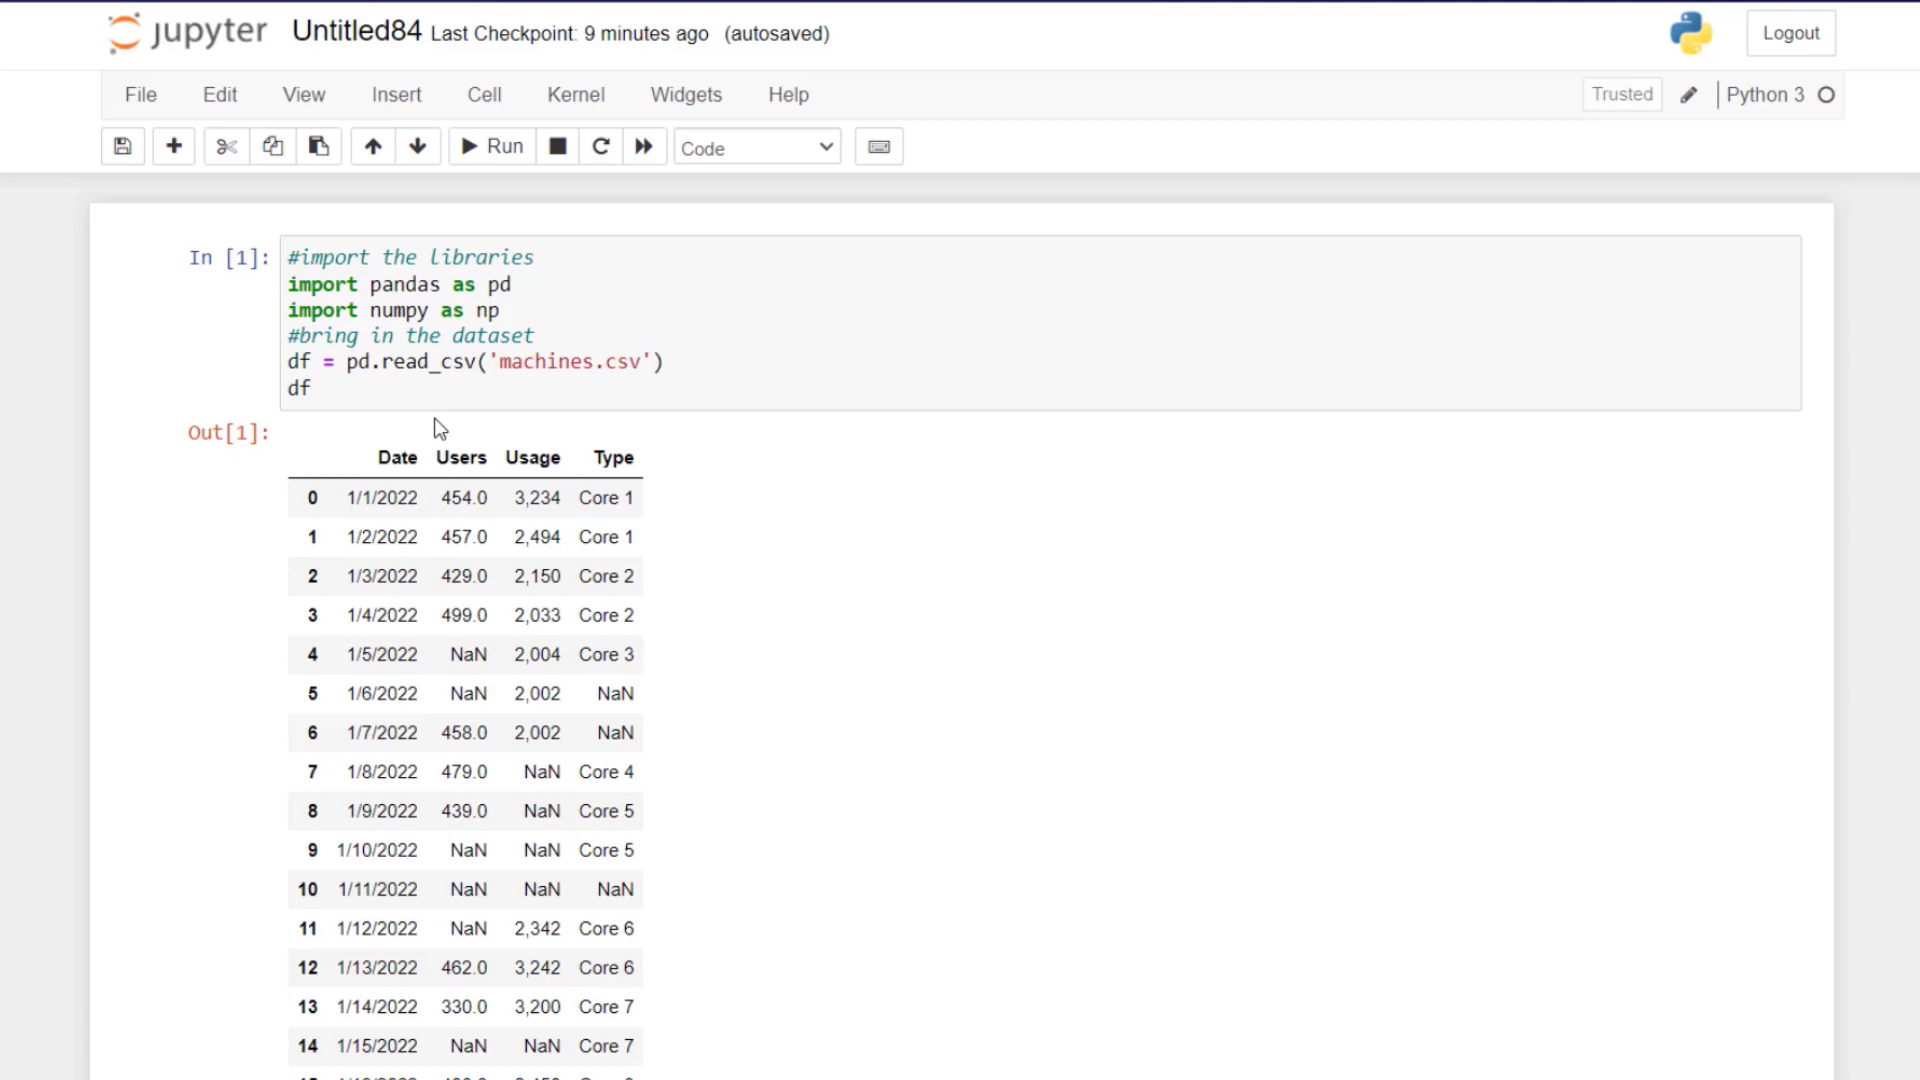 jupyter Untitled84 Last Checkpoint: 9 minutes ago (autosaved) Logout
File Edit View Insert Cell Kernel Widgets Help Trusted Python 3
Run Code
In [1]: #import the libraries
import pandas as pd
import numpy as np
#bring in the dataset
df = pd.read_csv('machines.csv')
df
Out[1]:
Date Users Usage Type
0 1/1/2022 454.0 3,234 Core 1
1 1/2/2022 457.0 2,494 Core 1
2 1/3/2022 429.0 2,150 Core 2
3 1/4/2022 499.0 2,033 Core 2
4 1/5/2022 NaN 2,004 Core 3
5 1/6/2022 NaN 2,002 NaN
6 1/7/2022 458.0 2,002 NaN
7 1/8/2022 479.0 NaN Core 4
8 1/9/2022 439.0 NaN Core 5
9 1/10/2022 NaN NaN Core 5
10 1/11/2022 NaN NaN NaN
11 1/12/2022 NaN 2,342 Core 6
12 1/13/2022 462.0 3,242 Core 6
13 1/14/2022 330.0 3,200 Core 7
14 1/15/2022 NaN NaN Core 7